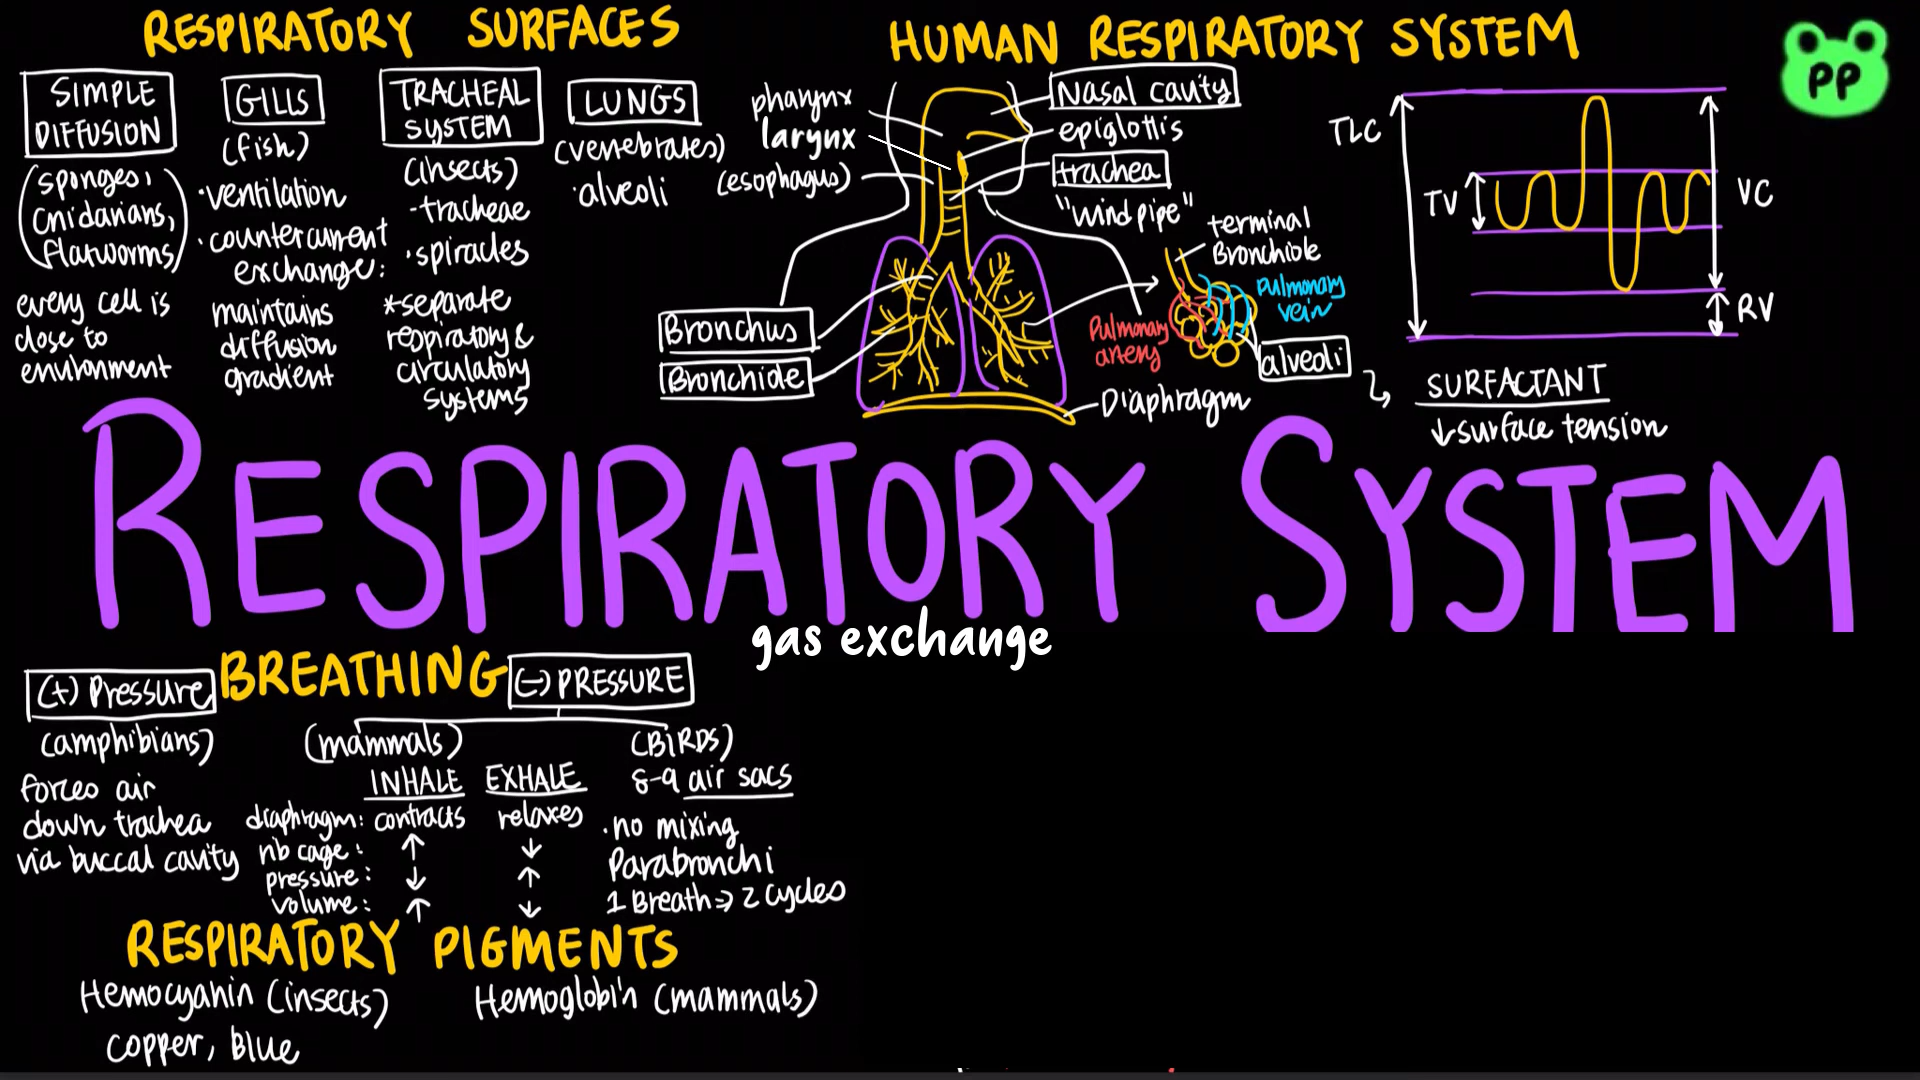 RESPIRATORY SURFACES
SIMPLE
DIFFUSION
(sponges,
cnidarians,
flatworms)
every cell is
close to
environment
GILLS
(fish)
·ventilation
·countercurrent
exchange:
maintains
diffusion
gradient
TRACHEAL
SYSTEM
(insects)
-tracheae
·spiracles
*separate
respiratory &
circulatory
systems
LUNGS
(vertebrates)
·alveoli
HUMAN RESPIRATORY SYSTEM
pharynx
larynx
(esophagus)
Nasal cavity
epiglottis
trachea
"windpipe"
Bronchus
Bronchiole
terminal
Bronchiole
Pulmonary
vein
Pulmonary
artery
alveoli
Diaphragm
TLC
TV
VC
RV
SURFACTANT
↓surface tension
PP
RESPIRATORY SYSTEM
gas exchange
BREATHING
(+) Pressure
(amphibians)
forces air
down trachea
via buccal cavity
(-) PRESSURE
(mammals)
INHALE EXHALE
diaphragm: contracts relaxes
rib cage: ↑ ↓
pressure: ↓ ↑
volume: ↑ ↓
(BIRDS)
8-9 air sacs
·no mixing
Parabronchi
1 Breath => 2 cycles
RESPIRATORY PIGMENTS
Hemocyanin (insects)
copper, blue
Hemoglobin (mammals)